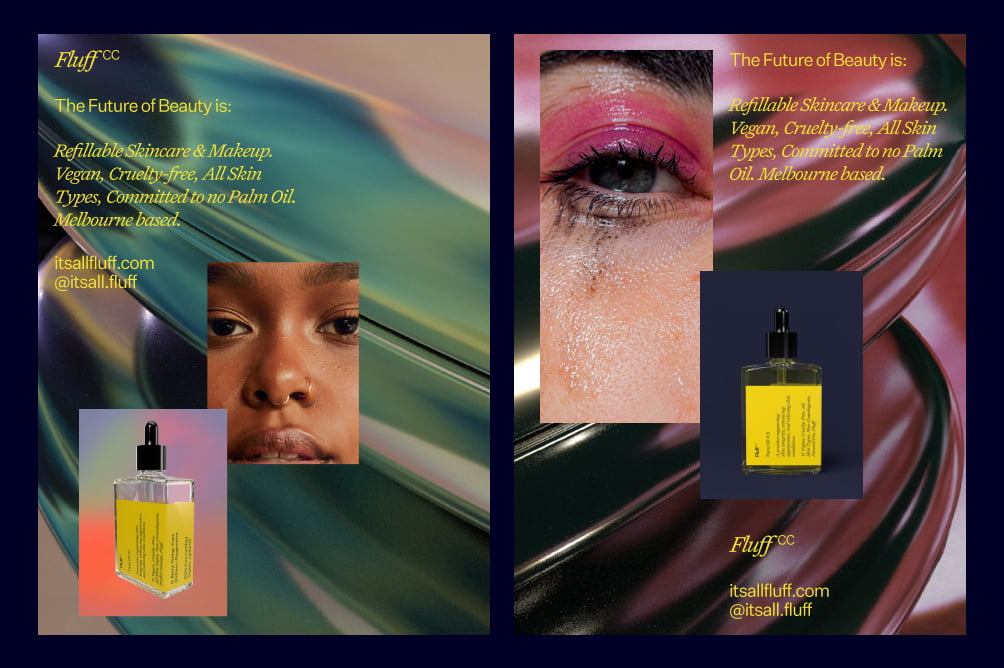 Fluff CC
The Future of Beauty is:
Refillable Skincare & Makeup.
Vegan, Cruelty-free, All Skin
Types, Committed to no Palm Oil.
Melbourne based.
itsallfluff.com
@itsall.fluff
Fluff
The Future of Beauty is:
Refillable Skincare & Makeup.
Vegan, Cruelty-free, All Skin
Types, Committed to no Palm
Oil. Melbourne based.
Fluff
Fluff CC
itsallfluff.com
@itsall.fluff